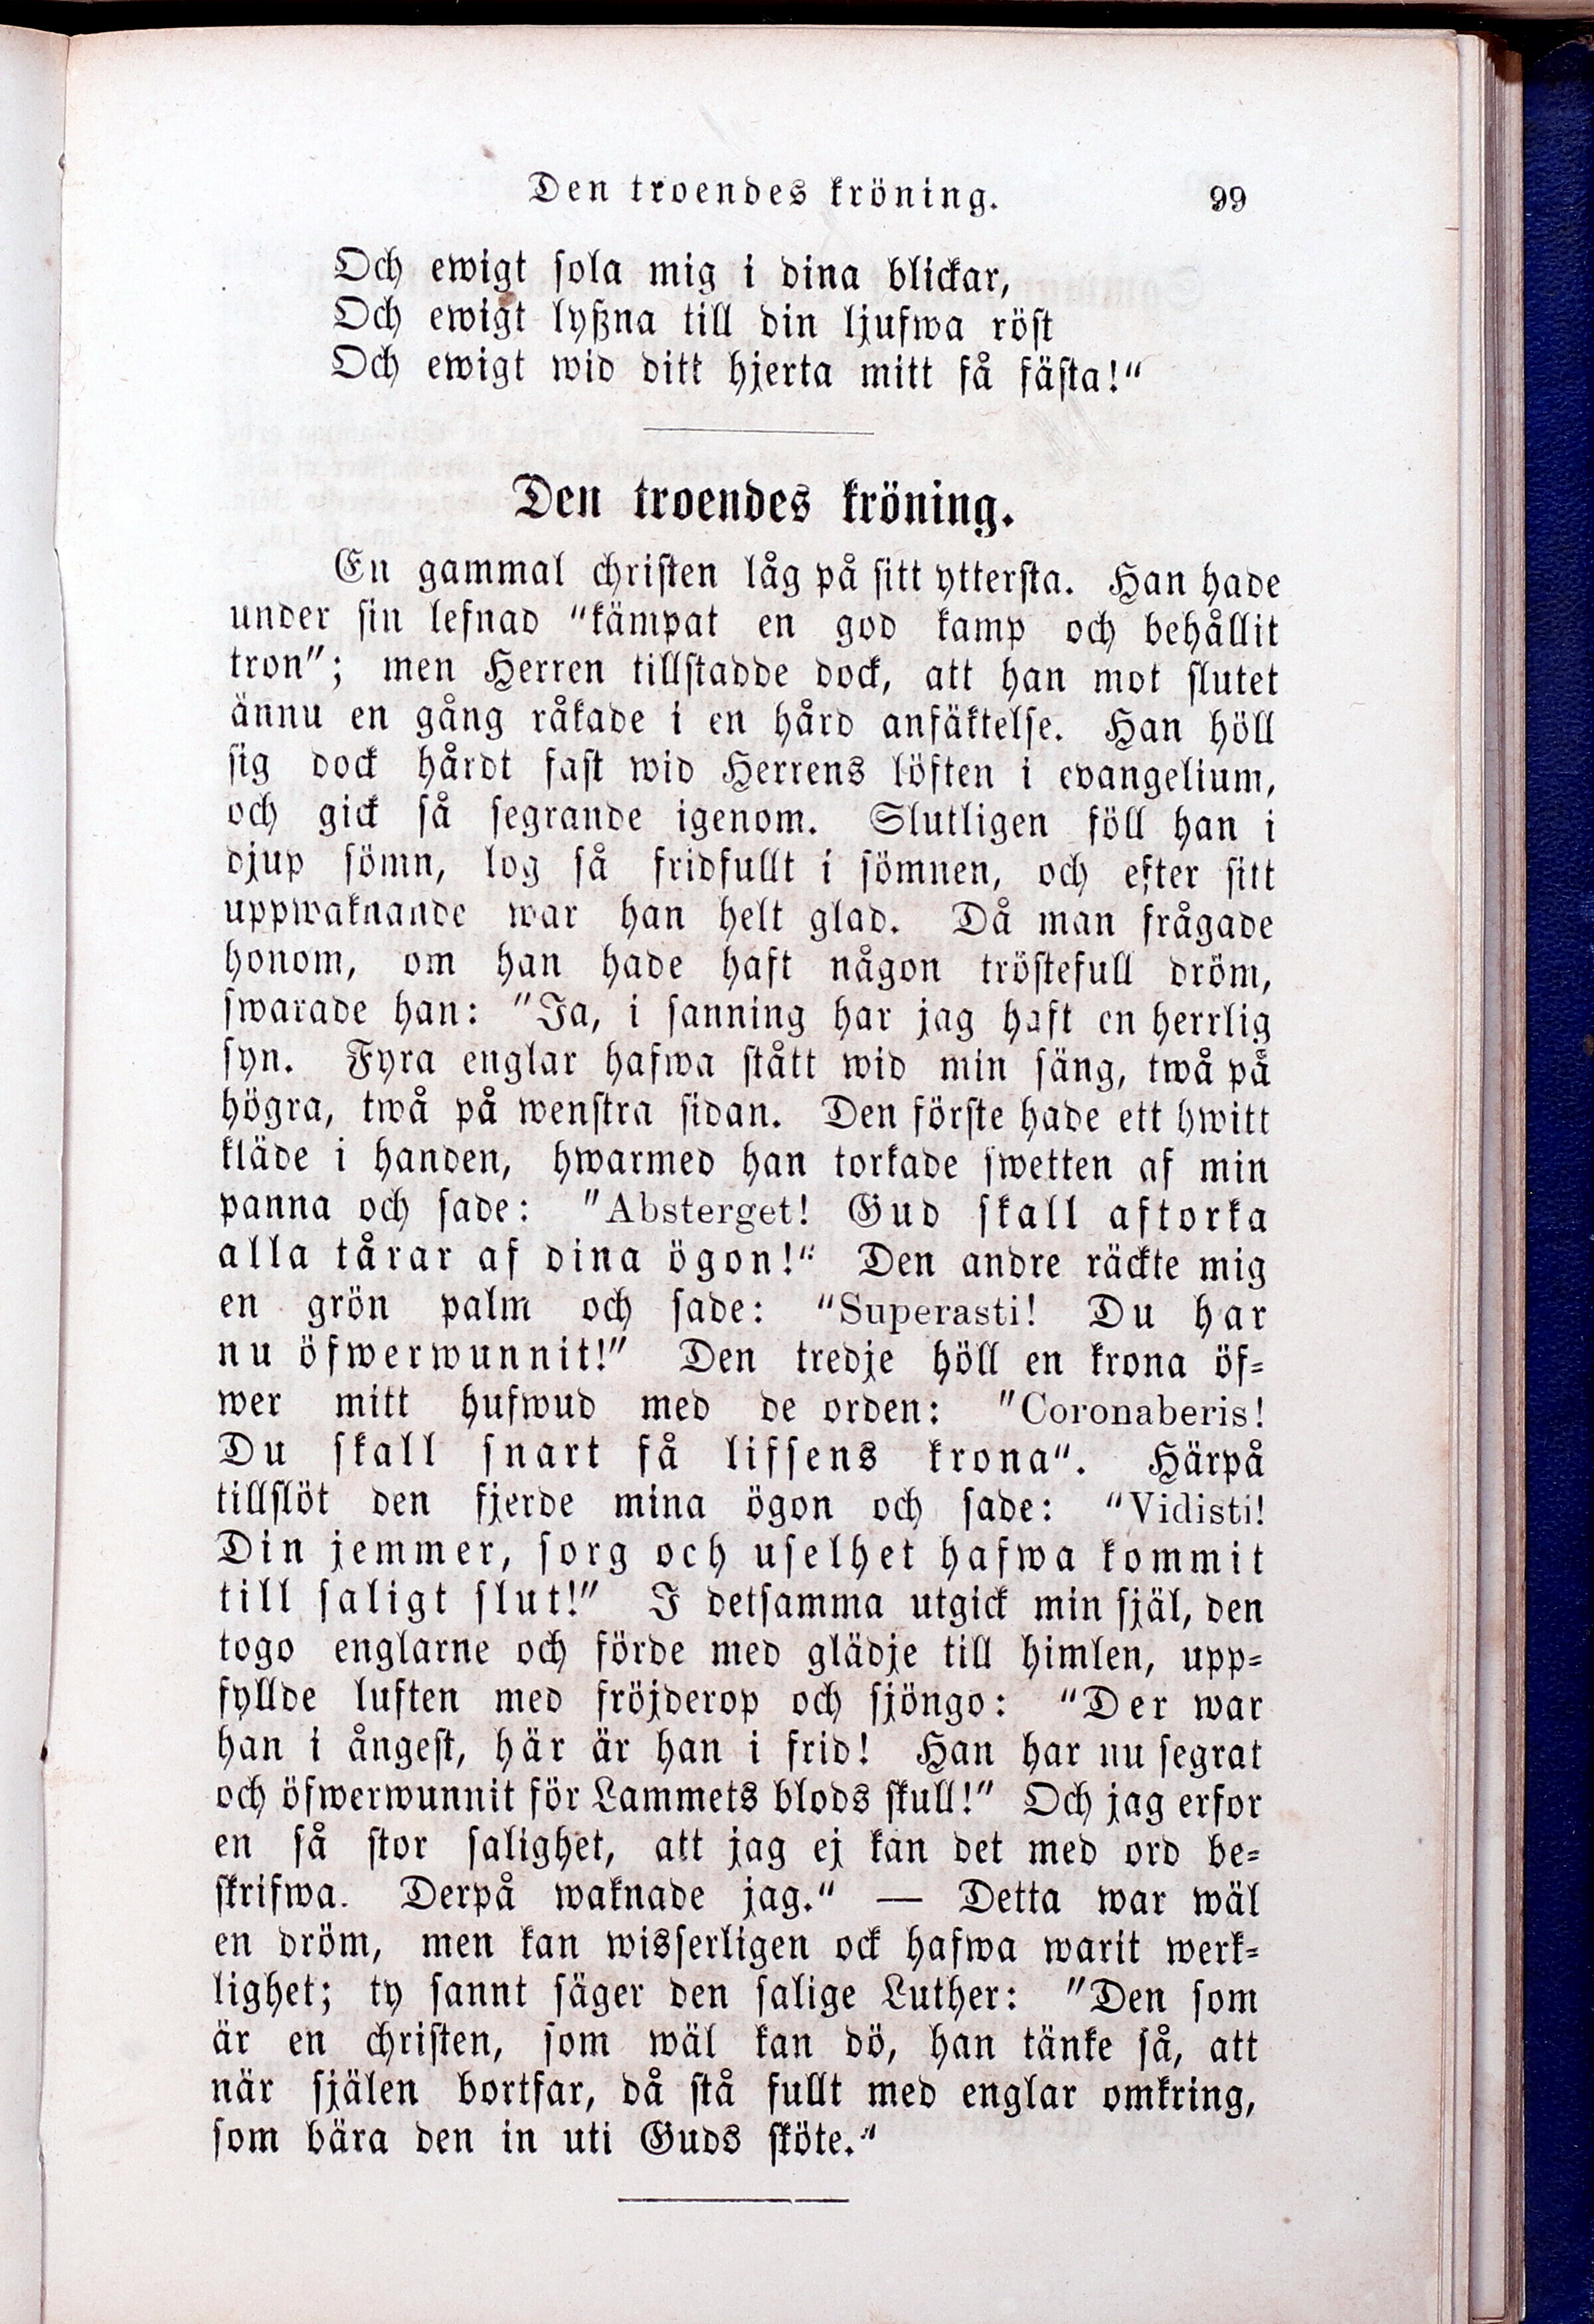 Den troendes kröning. 99
Och ewigt sola mig i dina blickar,
Och ewigt lyßna till din ljufwa röst
Och ewigt wid ditt hjerta mitt få fästa!“
Den troendes kröning.
En gammal christen låg på sitt yttersta. Han hade
under sin lefnad "kämpat en god kamp och behållit
tron"; men Herren tillstadde dock, att han mot slutet
ännu en gång råkade i en hård anfäktelse. Han höll
sig dock hårdt fast wid Herrens löften i evangelium,
och gick så segrande igenom. Slutligen föll han i
djup sömn, log så fridfullt i sömnen, och efter sitt
uppwaknande war han helt glad. Då man frågade
honom, om han hade haft någon tröstefull dröm,
swarade han: "Ja, i sanning har jag haft en herrlig
syn. Fyra englar hafwa stått wid min säng, twå på
högra, twå på wenstra sidan. Den förste hade ett hwitt
kläde i handen, hwarmed han torkade swetten af min
panna och sade: "Absterget! Gud skall aftorka
alla tårar af dina ögon!“ Den andre räckte mig
en grön palm och sade: “Superasti! Du har
nu öfwerwunnit!" Den tredje höll en krona öf-
wer mitt hufwud med de orden: "Coronaberis!
Du skall snart få lifsens krona“. Härpå
tillslöt den fjerde mina ögon och sade: “Vidisti!
Din jemmer, sorg och uselhet hafwa kommit
till saligt slut!" I detsamma utgick min själ, den
togo englarne och förde med glädje till himlen, upp-
fyllde luften med fröjderop och sjöngo: "Der war
han i ångest, här är han i frid! Han har nu segrat
och öfwerwunnit för Lammets blods skull!" Och jag erfor
en så stor salighet, att jag ej kan det med ord be-
skrifwa. Derpå waknade jag.“ — Detta war wäl
en dröm, men kan wisserligen ock hafwa warit werk-
lighet; ty sannt säger den salige Luther: "Den som
är en christen, som wäl kan dö, han tänke så, att
när själen bortfar, då stå fullt med englar omkring,
som bära den in uti Guds sköte.“